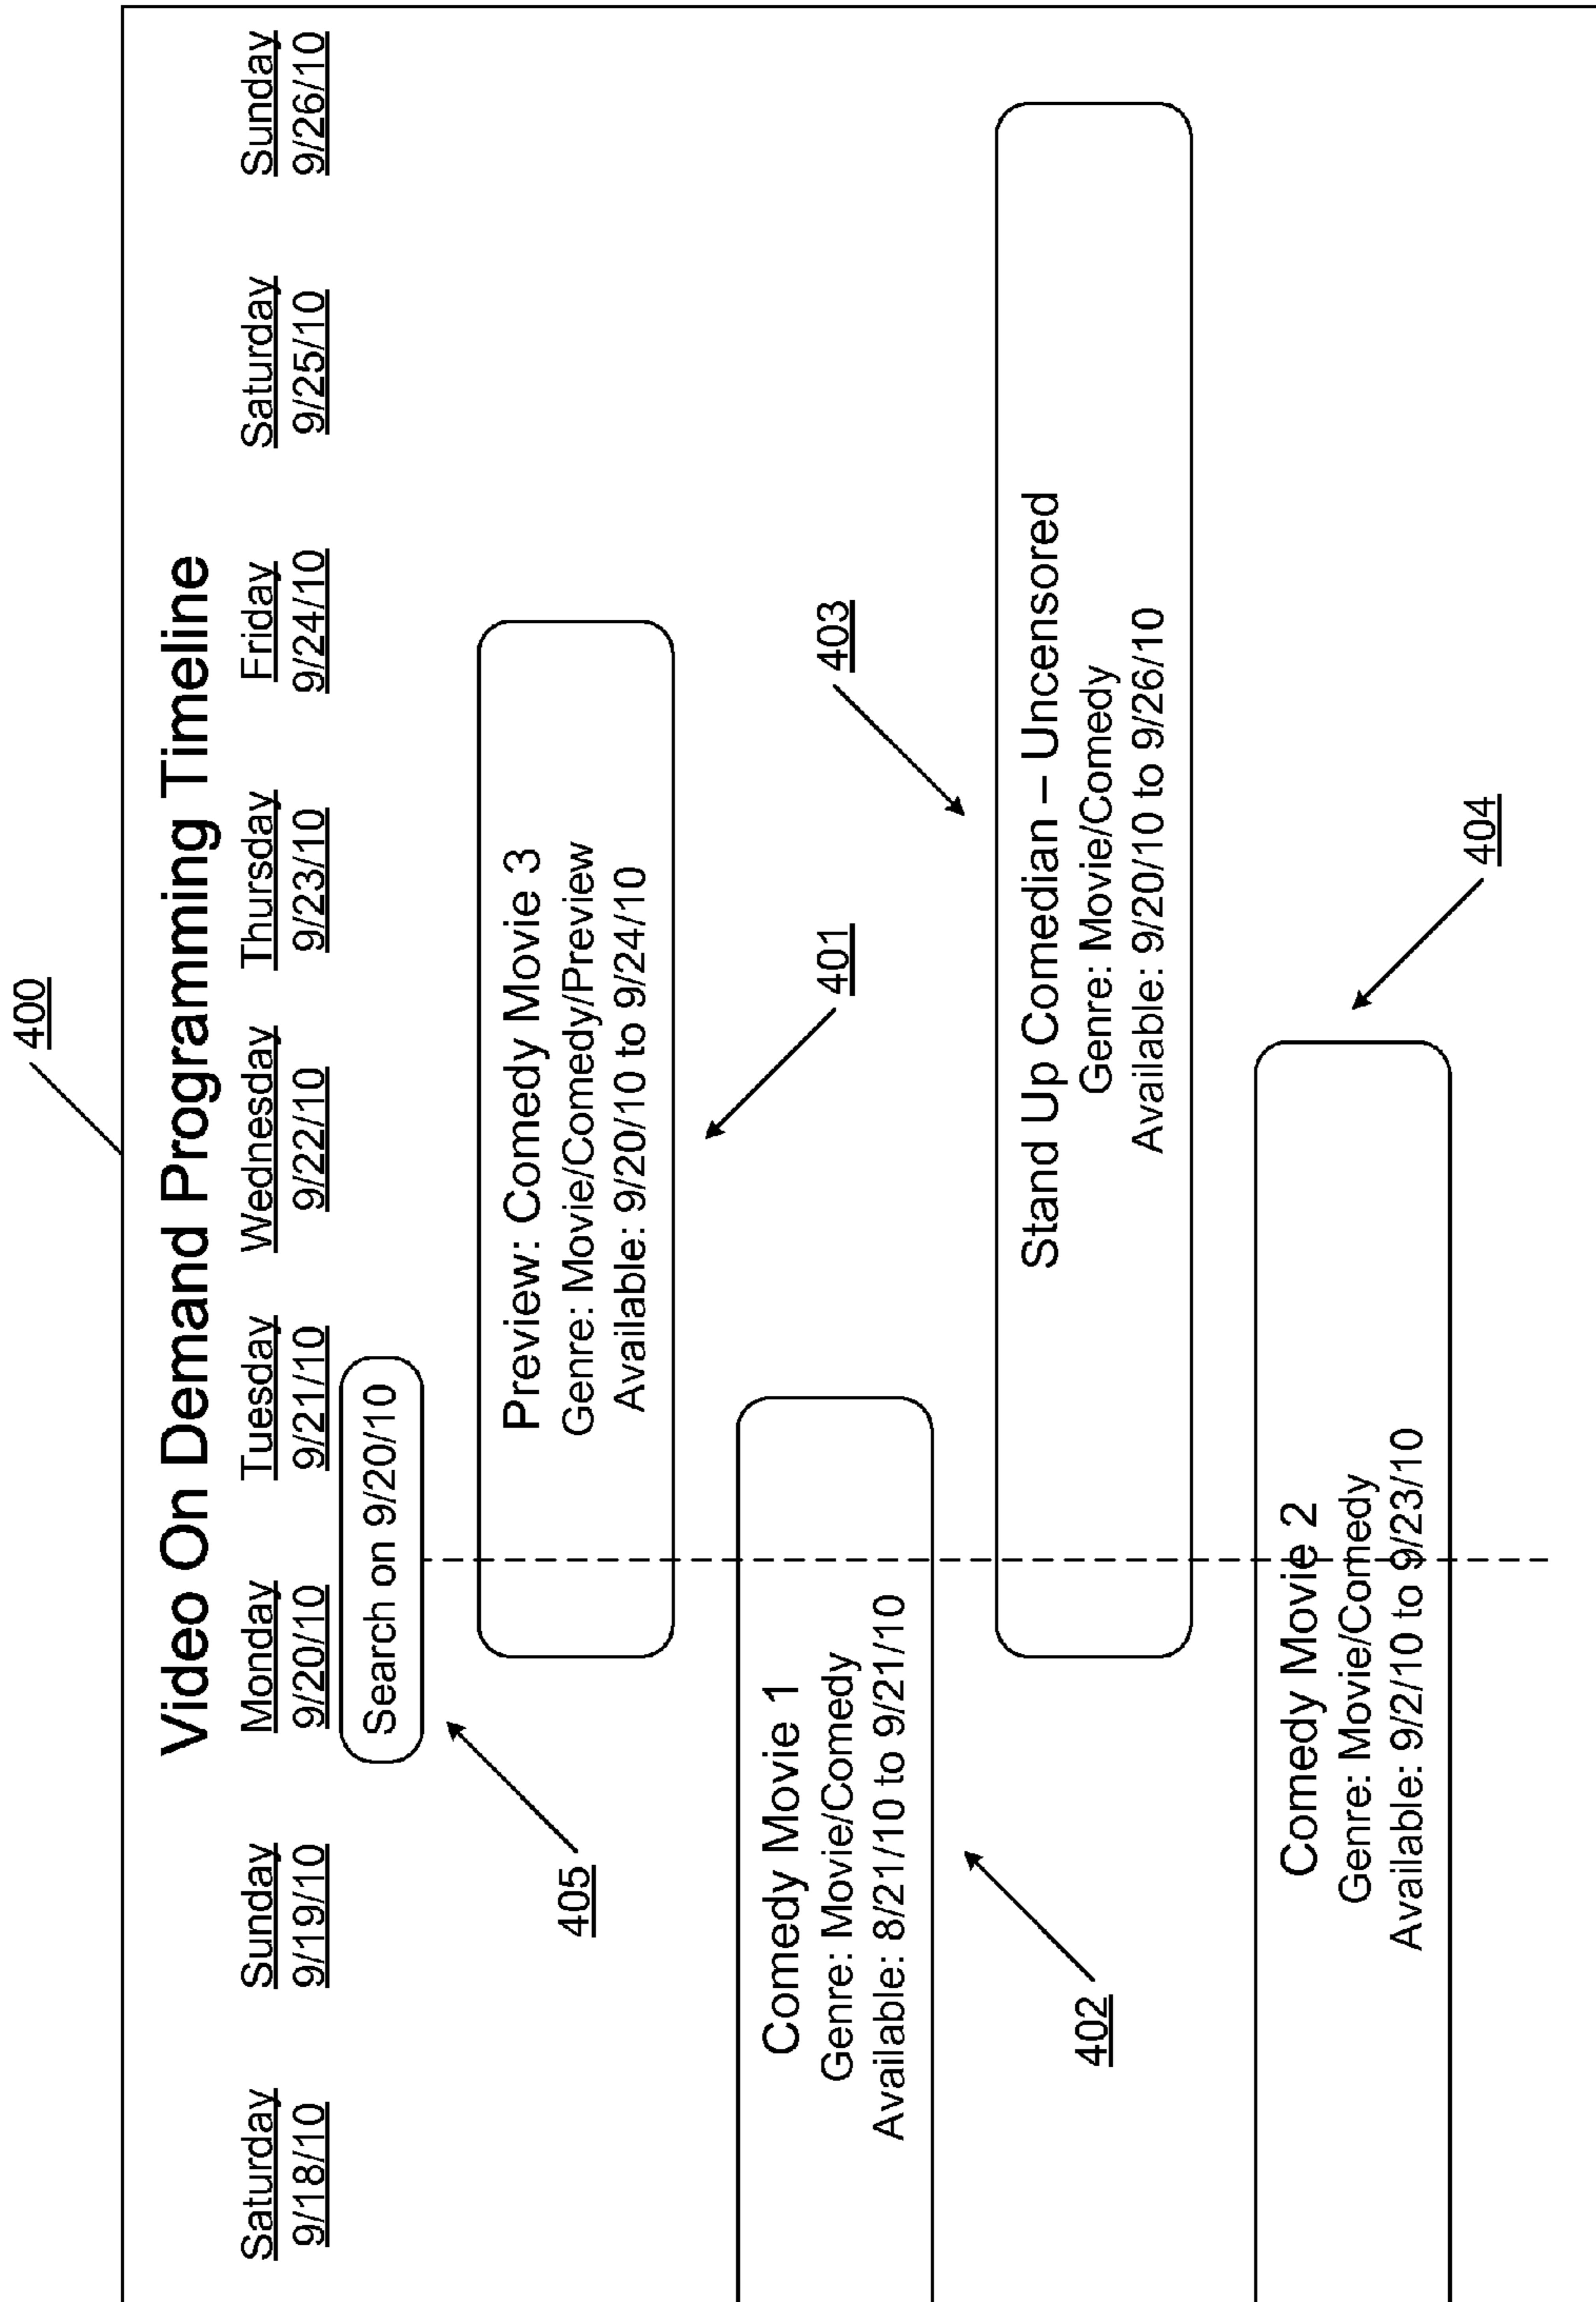 400
Video On Demand Programming Timeline
Saturday Sunday Monday Tuesday Wednesday Thursday Friday Saturday Sunday
9/18/10 9/19/10 9/20/10 9/21/10 9/22/10 9/23/10 9/24/10 9/25/10 9/26/10
Search on 9/20/10
405
Preview: Comedy Movie 3
Genre: Movie/Comedy/Preview
Available: 9/20/10 to 9/24/10
401
Comedy Movie 1
Genre: Movie/Comedy
Available: 8/21/10 to 9/21/10
402
403
Stand Up Comedian – Uncensored
Genre: Movie/Comedy
Available: 9/20/10 to 9/26/10
Comedy Movie 2
Genre: Movie/Comedy
Available: 9/2/10 to 9/23/10
404